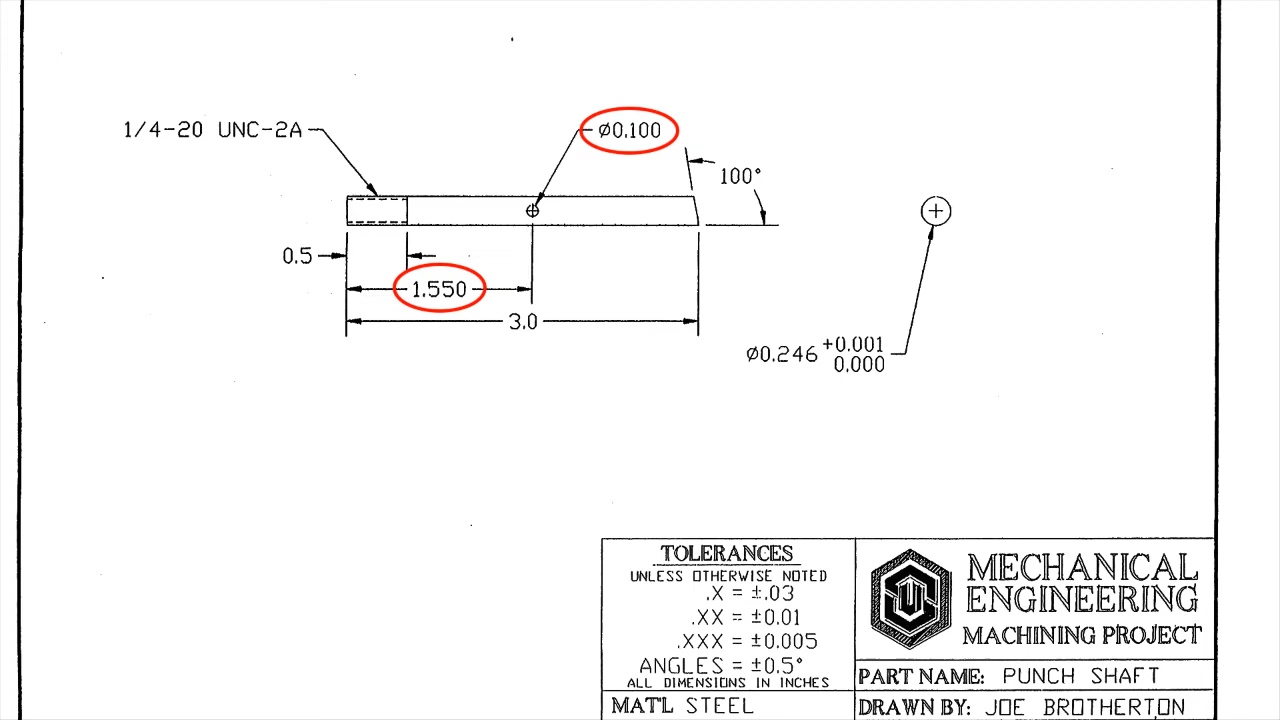 1/4-20 UNC-2A
Ø0.100
100°
0.5
1.550
3.0
Ø0.246 +0.001
0.000
TOLERANCES
UNLESS OTHERWISE NOTED
.X = ±.03
.XX = ±0.01
.XXX = ±0.005
ANGLES = ±0.5°
ALL DIMENSIONS IN INCHES
MAT'L STEEL
MECHANICAL
ENGINEERING
MACHINING PROJECT
PART NAME: PUNCH SHAFT
DRAWN BY: JOE BROTHERTON